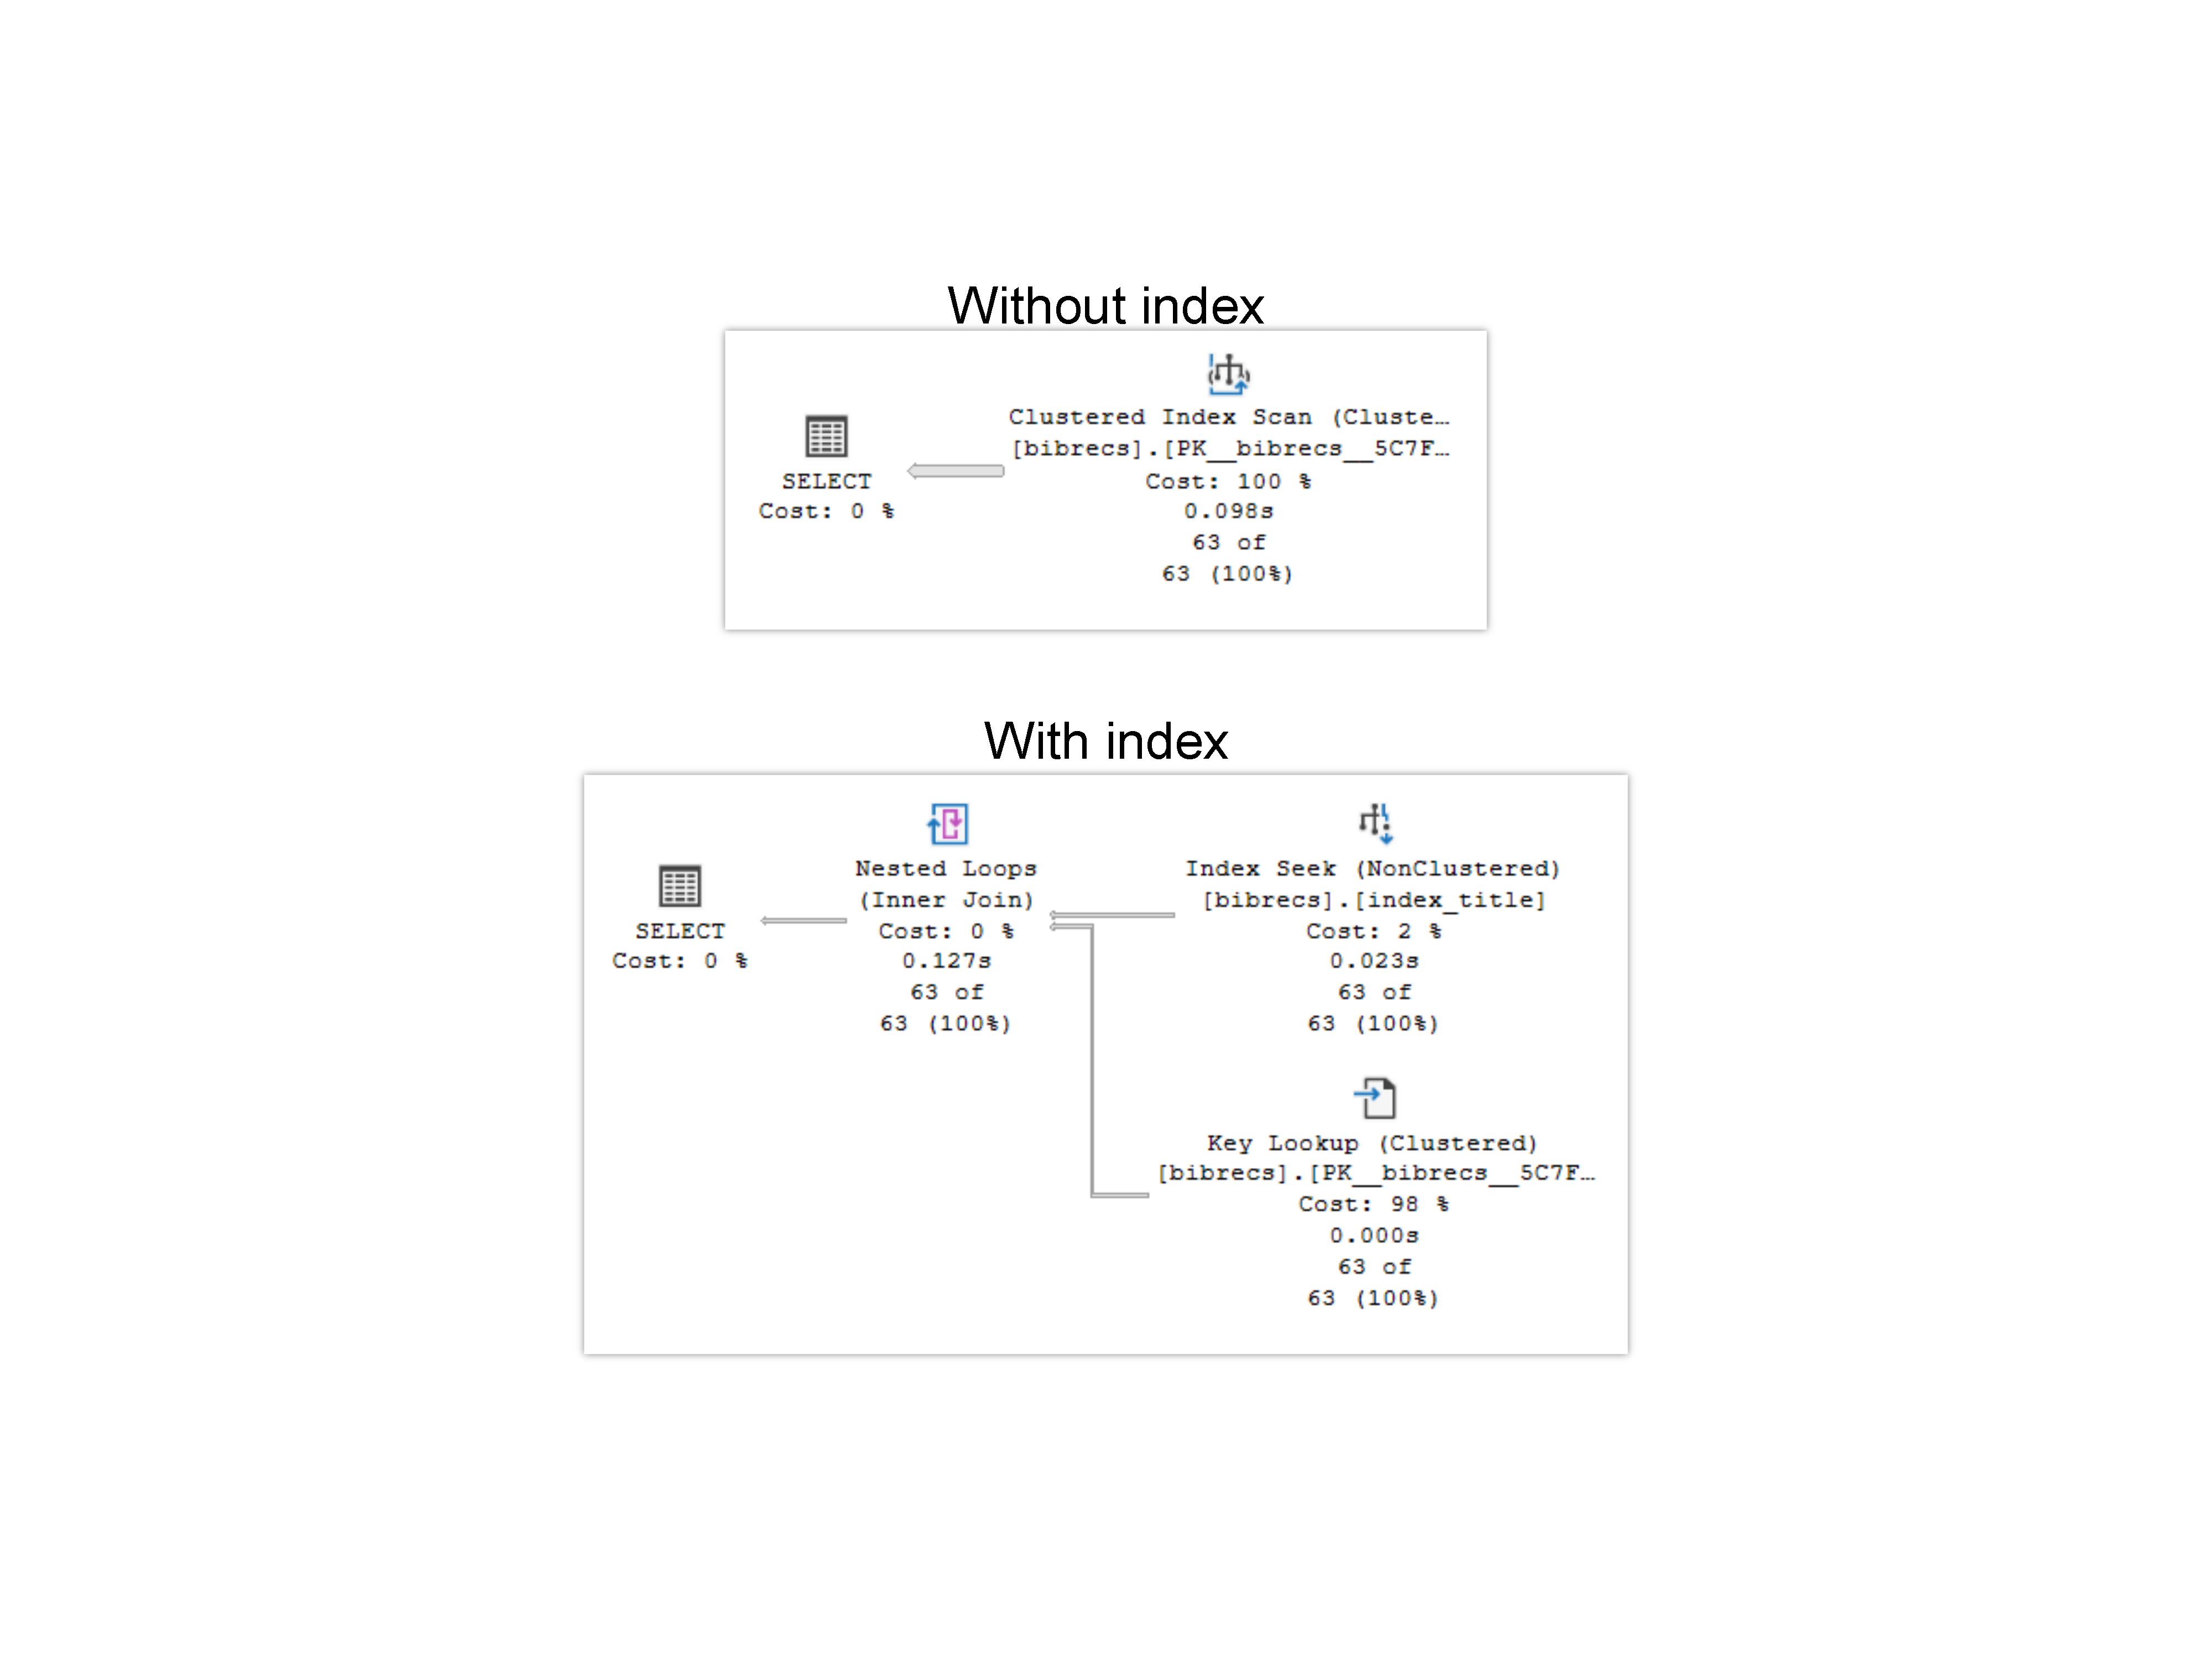 Without index
Clustered Index Scan (Cluste…
[bibrecs].[PK__bibrecs__5C7F…
Cost: 100 %
0.098s
63 of
63 (100%)
SELECT
Cost: 0 %
With index
Nested Loops
(Inner Join)
Cost: 0 %
0.127s
63 of
63 (100%)
Index Seek (NonClustered)
[bibrecs].[index_title]
Cost: 2 %
0.023s
63 of
63 (100%)
SELECT
Cost: 0 %
Key Lookup (Clustered)
[bibrecs].[PK__bibrecs__5C7F…
Cost: 98 %
0.000s
63 of
63 (100%)